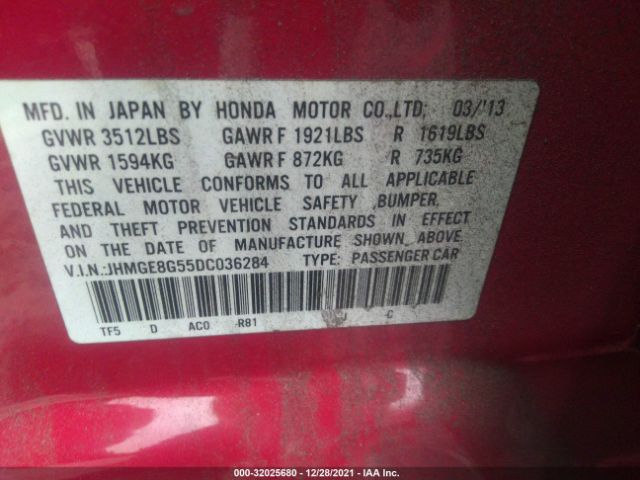 MFD. IN JAPAN BY HONDA MOTOR CO.,LTD; 03/'13
GVWR 3512LBS GAWR F 1921LBS R 1619LBS
GVWR 1594KG GAWR F 872KG R 735KG
THIS VEHICLE CONFORMS TO ALL APPLICABLE
FEDERAL MOTOR VEHICLE SAFETY ,BUMPER,
AND THEFT PREVENTION STANDARDS IN EFFECT
ON THE DATE OF MANUFACTURE SHOWN ABOVE.
V.I.N.:JHMGE8G55DC036284 TYPE: PASSENGER CAR
TF5 D AC0 R81 C
000-32025680 - 12/28/2021 - IAA Inc.